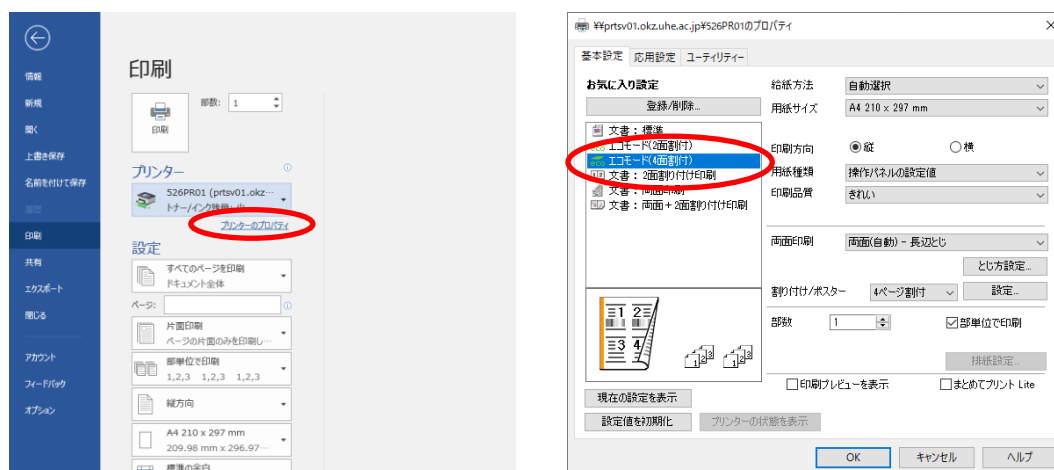 情報
新規
開く
上書き保存
名前を付けて保存
履歴
印刷
共有
エクスポート
閉じる
アカウント
フィードバック
オプション
印刷
印刷
部数: 1
プリンター
526PR01 (prtsv01.okz...
トナー/インク残量: 小
プリンターのプロパティ
設定
すべてのページを印刷
ドキュメント全体
ページ:
片面印刷
ページの片面のみを印刷し...
部単位で印刷
1,2,3 1,2,3 1,2,3
縦方向
A4 210 x 297 mm
209.98 mm x 296.97...
標準の余白
¥¥prtsv01.okz.uhe.ac.jp¥526PR01のプロパティ
基本設定 応用設定 ユーティリティー
お気に入り設定
登録/削除...
文書：標準
エコモード(2面割付)
エコモード(4面割付)
文書：2面割り付け印刷
文書：両面印刷
文書：両面+2面割り付け印刷
現在の設定を表示
設定値を初期化 プリンターの状態を表示
給紙方法 自動選択
用紙サイズ A4 210 x 297 mm
印刷方向 縦 横
用紙種類 操作パネルの設定値
印刷品質 きれい
両面印刷 両面(自動) - 長辺とじ
とじ方設定...
割り付け/ポスター 4ページ割付 設定...
部数 1 部単位で印刷
排紙設定...
印刷プレビューを表示 まとめてプリント Lite
OK キャンセル ヘルプ